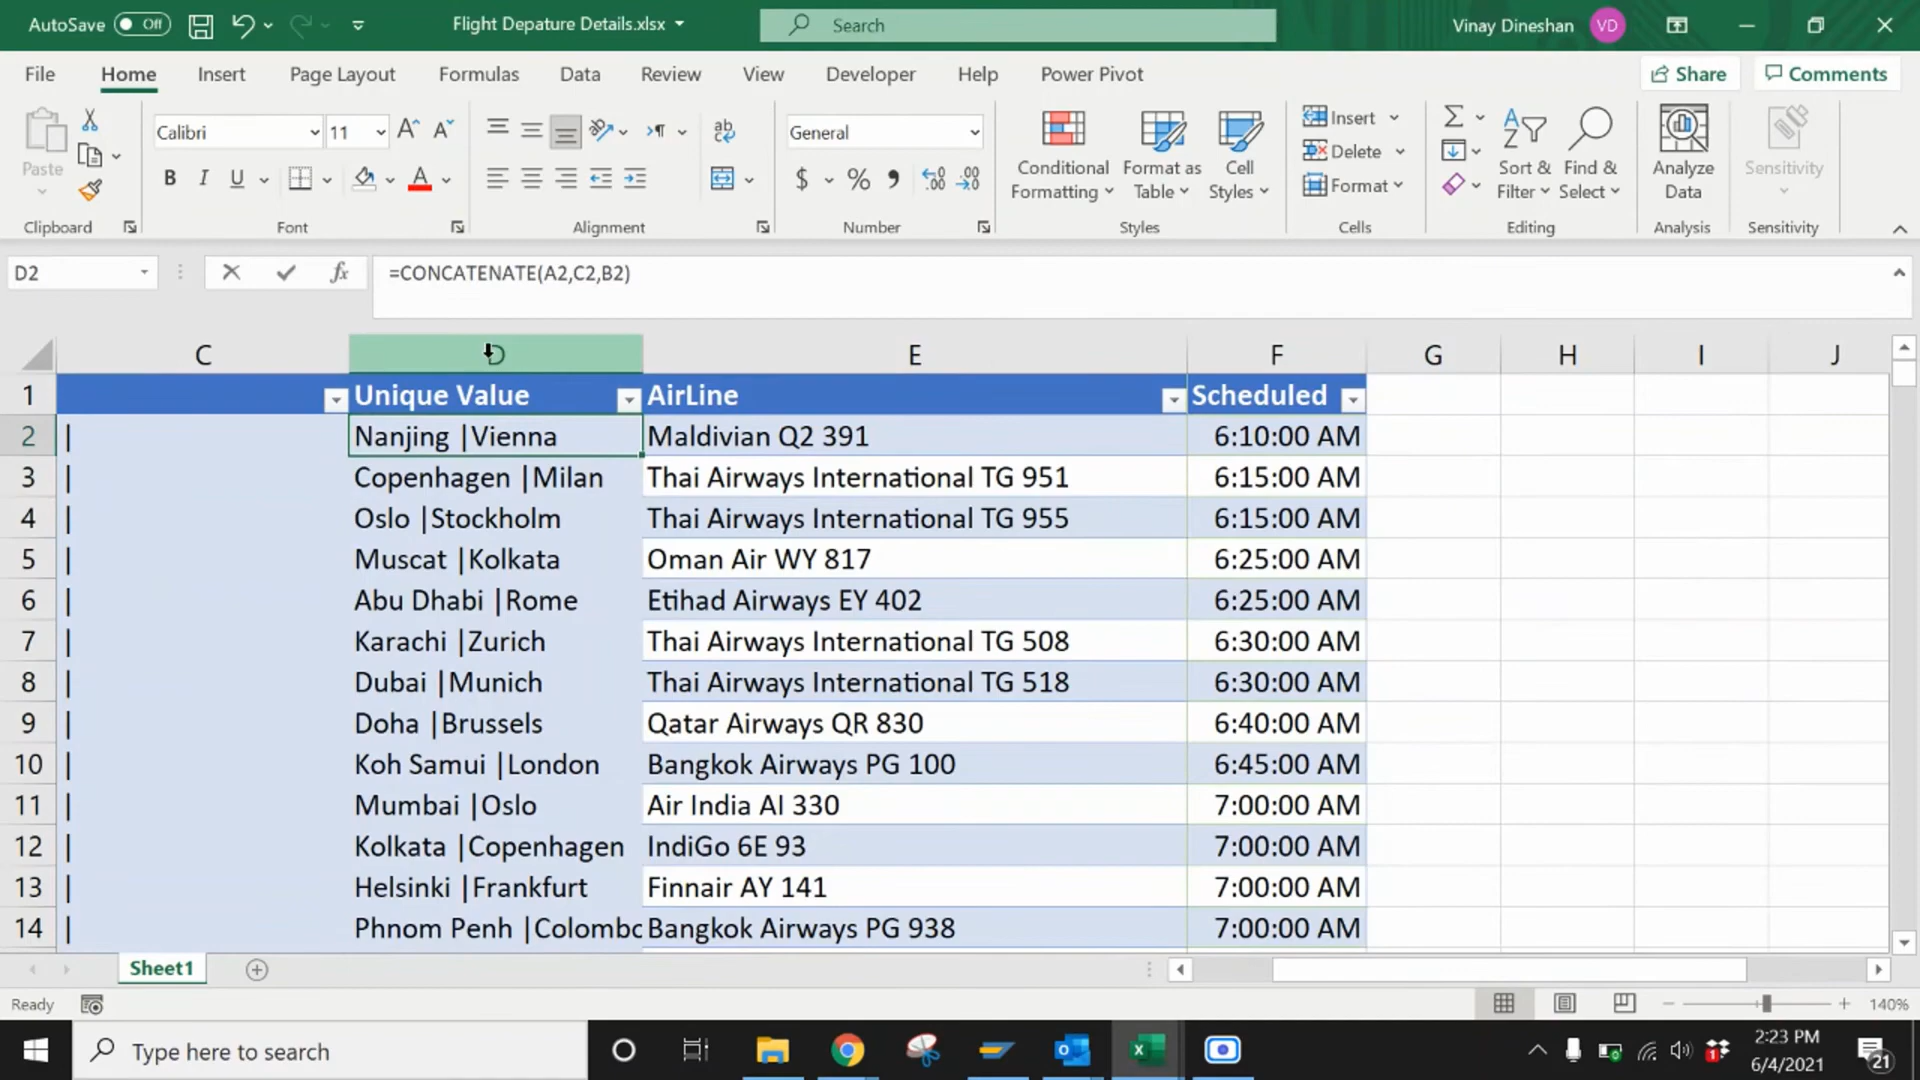 AutoSave Off Flight Depature Details.xlsx Search Vinay Dineshan VD
File Home Insert Page Layout Formulas Data Review View Developer Help Power Pivot Share Comments
Paste Calibri 11 General Conditional Formatting Format as Table Cell Styles Insert Delete Format Sort & Filter Find & Select Analyze Data Sensitivity
Clipboard Font Alignment Number Styles Cells Editing Analysis Sensitivity
D2 fx =CONCATENATE(A2,C2,B2)
C D E F G H I J
1 Unique Value AirLine Scheduled
2 | Nanjing |Vienna Maldivian Q2 391 6:10:00 AM
3 | Copenhagen |Milan Thai Airways International TG 951 6:15:00 AM
4 | Oslo |Stockholm Thai Airways International TG 955 6:15:00 AM
5 | Muscat |Kolkata Oman Air WY 817 6:25:00 AM
6 | Abu Dhabi |Rome Etihad Airways EY 402 6:25:00 AM
7 | Karachi |Zurich Thai Airways International TG 508 6:30:00 AM
8 | Dubai |Munich Thai Airways International TG 518 6:30:00 AM
9 | Doha |Brussels Qatar Airways QR 830 6:40:00 AM
10 | Koh Samui |London Bangkok Airways PG 100 6:45:00 AM
11 | Mumbai |Oslo Air India AI 330 7:00:00 AM
12 | Kolkata |Copenhagen IndiGo 6E 93 7:00:00 AM
13 | Helsinki |Frankfurt Finnair AY 141 7:00:00 AM
14 | Phnom Penh |Colombo Bangkok Airways PG 938 7:00:00 AM
Sheet1
Ready 140%
Type here to search 2:23 PM
6/4/2021 21